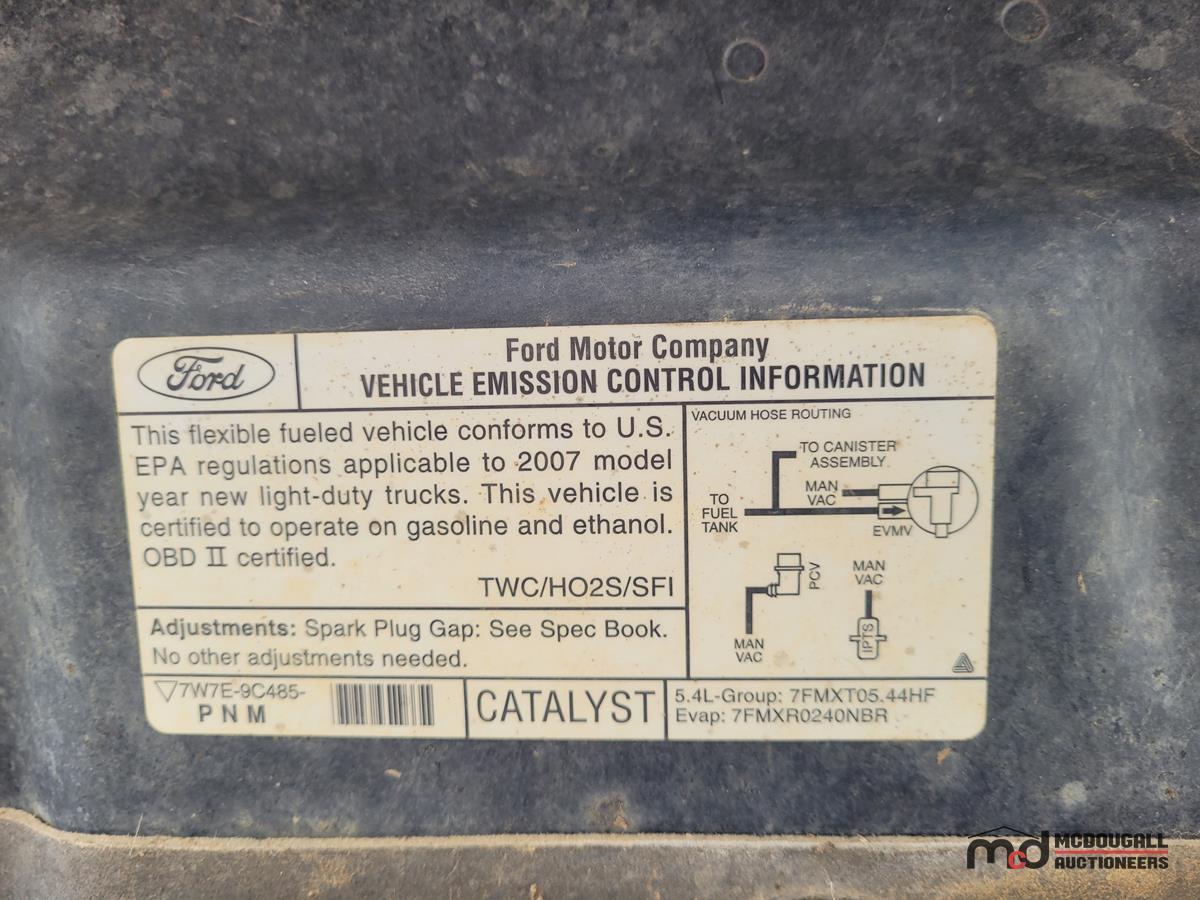 Ford
Ford Motor Company
VEHICLE EMISSION CONTROL INFORMATION
This flexible fueled vehicle conforms to U.S.
EPA regulations applicable to 2007 model
year new light-duty trucks. This vehicle is
certified to operate on gasoline and ethanol.
OBD II certified.
TWC/HO2S/SFI
Adjustments: Spark Plug Gap: See Spec Book.
No other adjustments needed.
VACUUM HOSE ROUTING
TO CANISTER
ASSEMBLY
MAN
VAC
TO
FUEL
TANK
EVMV
PCV
MAN
VAC
MAN
VAC
IPTS
7W7E-9C485-
PNM
CATALYST
5.4L-Group: 7FMXT05.44HF
Evap: 7FMXR0240NBR
mcd
MCDOUGALL
AUCTIONEERS